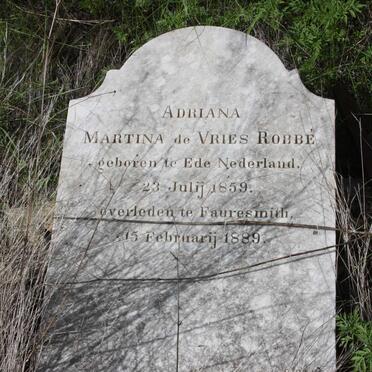 ADRIANA
MARTINA de VRIES ROBBÉ
geboren te Ede Nederland.
23 Julij 1859.
overleden te Fauresmith,
15 Februarij 1889.